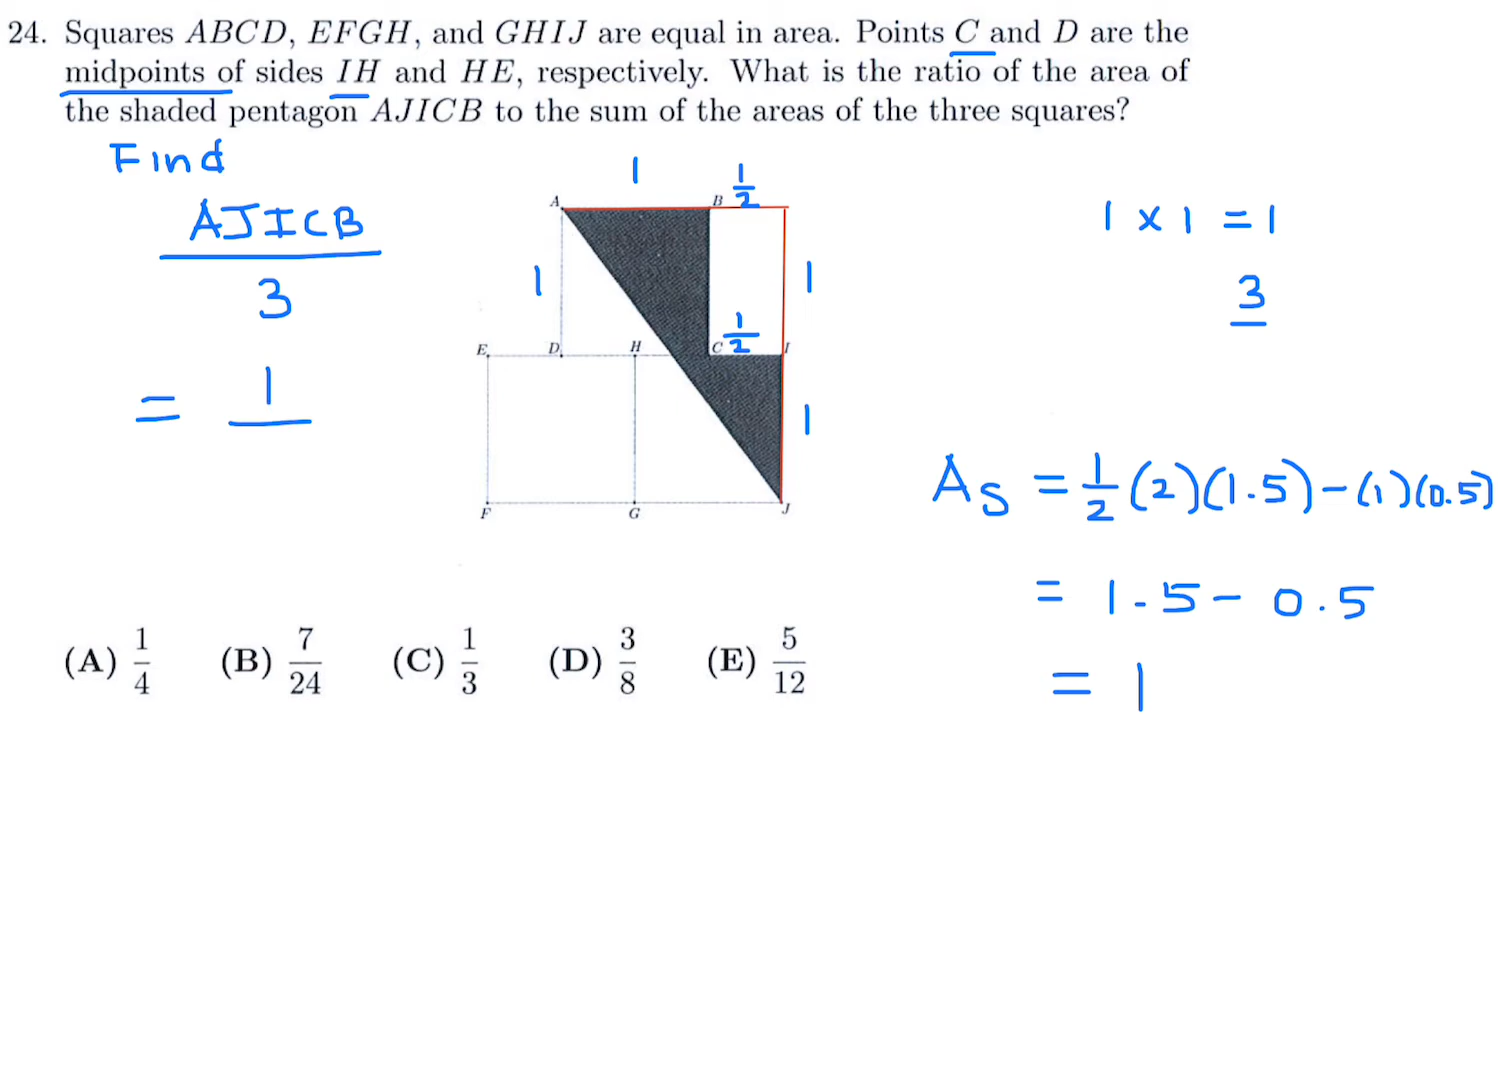 24. Squares ABCD, EFGH, and GHIJ are equal in area. Points C and D are the
midpoints of sides IH and HE, respectively. What is the ratio of the area of
the shaded pentagon AJICB to the sum of the areas of the three squares?
Find
AJICB
3
= 1
1 1/2
A B
1 1
1/2
E D H C I
1
F G J
1 x 1 = 1
3
As = 1/2 (2)(1.5) - (1)(0.5)
= 1.5 - 0.5
= 1
(A) 1/4 (B) 7/24 (C) 1/3 (D) 3/8 (E) 5/12